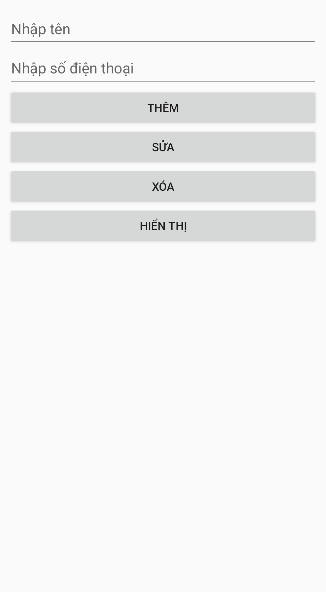 Nhập tên
Nhập số điện thoại
THÊM
SỬA
XÓA
HIỂN THỊ